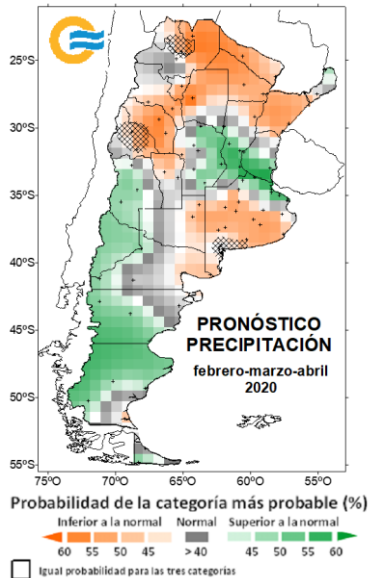 25°S
30°S
35°S
40°S
45°S
50°S
55°S
PRONÓSTICO
PRECIPITACIÓN
febrero-marzo-abril
2020
75°W 70°W 65°W 60°W 55°W
Probabilidad de la categoría más probable (%)
Inferior a la normal Normal Superior a la normal
60 55 50 45 > 40 45 50 55 60
Igual probabilidad para las tres categorías